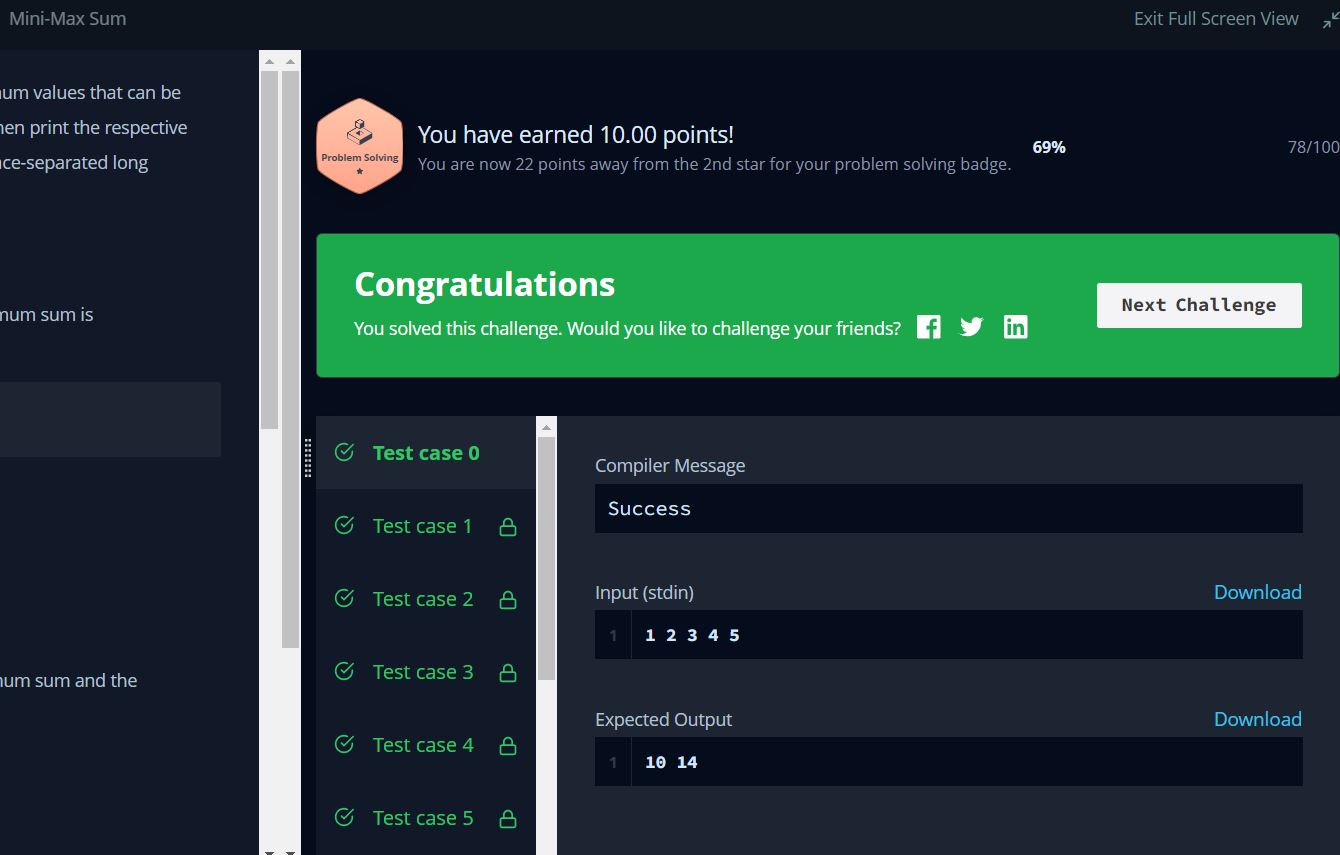 Mini-Max Sum
Exit Full Screen View
um values that can be
en print the respective
ce-separated long
num sum is
num sum and the
Problem Solving
You have earned 10.00 points!
You are now 22 points away from the 2nd star for your problem solving badge.
69%
78/100
Congratulations
You solved this challenge. Would you like to challenge your friends?
Next Challenge
Test case 0
Test case 1
Test case 2
Test case 3
Test case 4
Test case 5
Compiler Message
Success
Input (stdin)
Download
1
1 2 3 4 5
Expected Output
Download
1
10 14